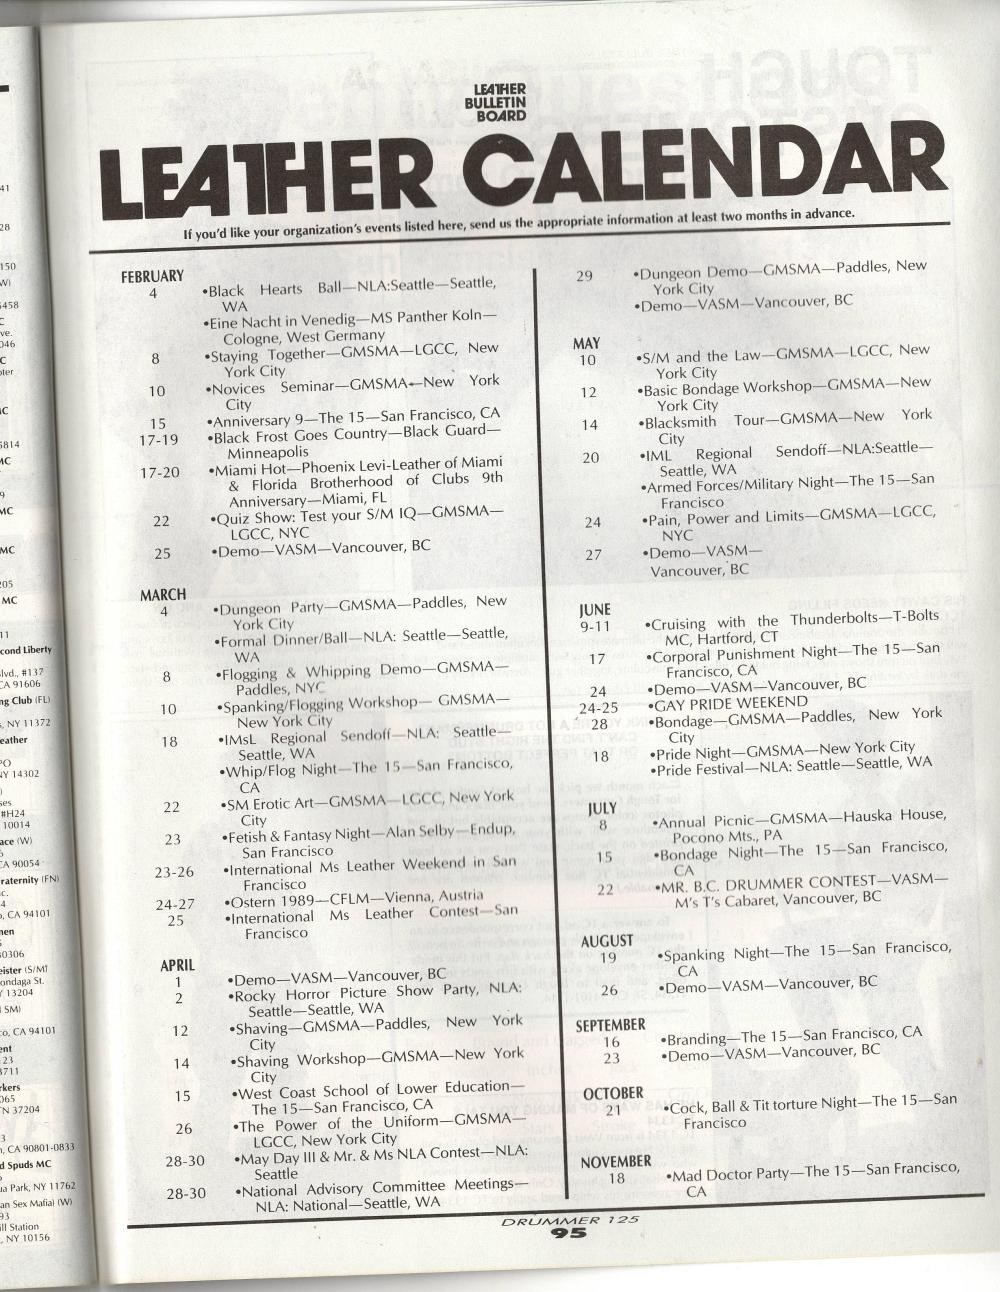 LEATHER
BULLETIN
BOARD
LEATHER CALENDAR
If you'd like your organization's events listed here, send us the appropriate information at least two months in advance.
FEBRUARY
4 •Black Hearts Ball—NLA:Seattle—Seattle,
WA
•Eine Nacht in Venedig—MS Panther Koln—
Cologne, West Germany
8 •Staying Together—GMSMA—LGCC, New
York City
10 •Novices Seminar—GMSMA—New York
City
15 •Anniversary 9—The 15—San Francisco, CA
17-19 •Black Frost Goes Country—Black Guard—
Minneapolis
17-20 •Miami Hot—Phoenix Levi-Leather of Miami
& Florida Brotherhood of Clubs 9th
Anniversary—Miami, FL
22 •Quiz Show: Test your S/M IQ—GMSMA—
LGCC, NYC
25 •Demo—VASM—Vancouver, BC
MARCH
4 •Dungeon Party—GMSMA—Paddles, New
York City
•Formal Dinner/Ball—NLA: Seattle—Seattle,
WA
8 •Flogging & Whipping Demo—GMSMA—
Paddles, NYC
10 •Spanking/Flogging Workshop— GMSMA—
New York City
18 •IMsL Regional Sendoff—NLA: Seattle—
Seattle, WA
•Whip/Flog Night—The 15—San Francisco,
CA
22 •SM Erotic Art—GMSMA—LGCC, New York
City
23 •Fetish & Fantasy Night—Alan Selby—Endup,
San Francisco
23-26 •International Ms Leather Weekend in San
Francisco
24-27 •Ostern 1989—CFLM—Vienna, Austria
25 •International Ms Leather Contest—San
Francisco
APRIL
1 •Demo—VASM—Vancouver, BC
2 •Rocky Horror Picture Show Party, NLA:
Seattle—Seattle, WA
12 •Shaving—GMSMA—Paddles, New York
City
14 •Shaving Workshop—GMSMA—New York
City
15 •West Coast School of Lower Education—
The 15—San Francisco, CA
26 •The Power of the Uniform—GMSMA—
LGCC, New York City
28-30 •May Day III & Mr. & Ms NLA Contest—NLA:
Seattle
28-30 •National Advisory Committee Meetings—
NLA: National—Seattle, WA
29 •Dungeon Demo—GMSMA—Paddles, New
York City
•Demo—VASM—Vancouver, BC
MAY
10 •S/M and the Law—GMSMA—LGCC, New
York City
12 •Basic Bondage Workshop—GMSMA—New
York City
14 •Blacksmith Tour—GMSMA—New York
City
20 •IML Regional Sendoff—NLA:Seattle—
Seattle, WA
•Armed Forces/Military Night—The 15—San
Francisco
24 •Pain, Power and Limits—GMSMA—LGCC,
NYC
27 •Demo—VASM—
Vancouver, BC
JUNE
9-11 •Cruising with the Thunderbolts—T-Bolts
MC, Hartford, CT
17 •Corporal Punishment Night—The 15—San
Francisco, CA
24 •Demo—VASM—Vancouver, BC
24-25 •GAY PRIDE WEEKEND
28 •Bondage—GMSMA—Paddles, New York
City
18 •Pride Night—GMSMA—New York City
•Pride Festival—NLA: Seattle—Seattle, WA
JULY
8 •Annual Picnic—GMSMA—Hauska House,
Pocono Mts., PA
15 •Bondage Night—The 15—San Francisco,
CA
22 •MR. B.C. DRUMMER CONTEST—VASM—
M's T's Cabaret, Vancouver, BC
AUGUST
19 •Spanking Night—The 15—San Francisco,
CA
26 •Demo—VASM—Vancouver, BC
SEPTEMBER
16 •Branding—The 15—San Francisco, CA
23 •Demo—VASM—Vancouver, BC
OCTOBER
21 •Cock, Ball & Tit torture Night—The 15—San
Francisco
NOVEMBER
18 •Mad Doctor Party—The 15—San Francisco,
CA
DRUMMER 125
95